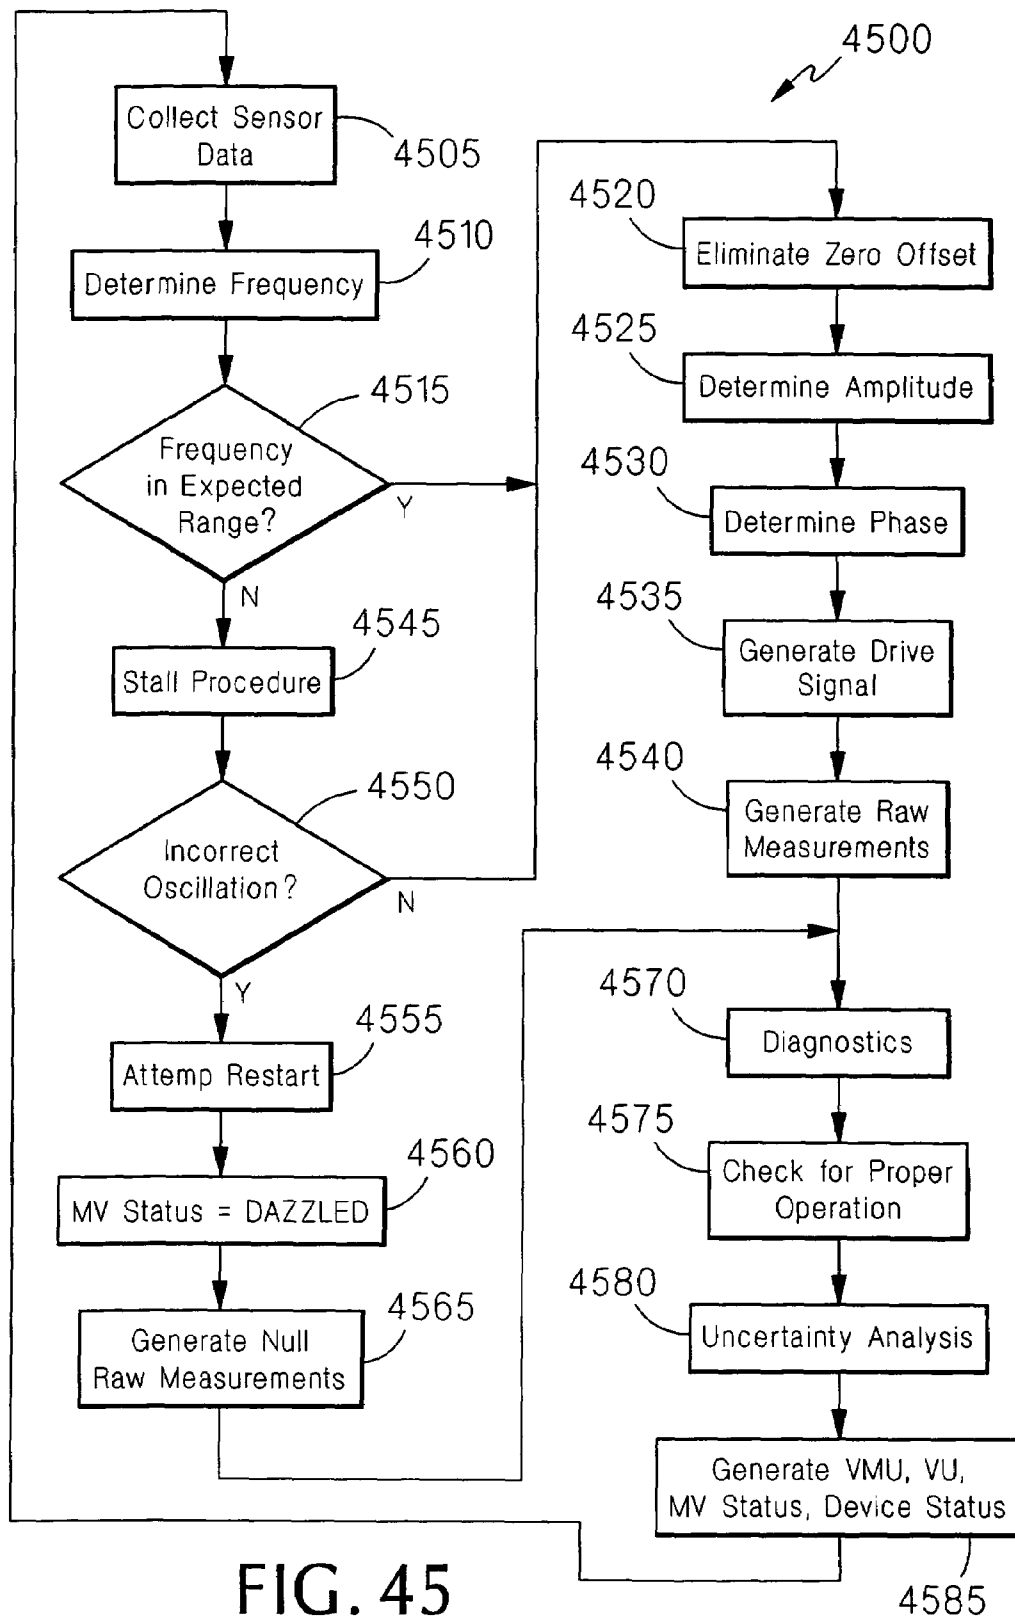 4500
Collect Sensor
Data
4505
Determine Frequency
4510
Frequency
in Expected
Range?
4515
Y
N
Stall Procedure
4545
Incorrect
Oscillation?
4550
N
Y
Attemp Restart
4555
MV Status = DAZZLED
4560
Generate Null
Raw Measurements
4565
4520
Eliminate Zero Offset
4525
Determine Amplitude
4530
Determine Phase
4535
Generate Drive
Signal
4540
Generate Raw
Measurements
4570
Diagnostics
4575
Check for Proper
Operation
4580
Uncertainty Analysis
Generate VMU, VU,
MV Status, Device Status
4585
FIG. 45